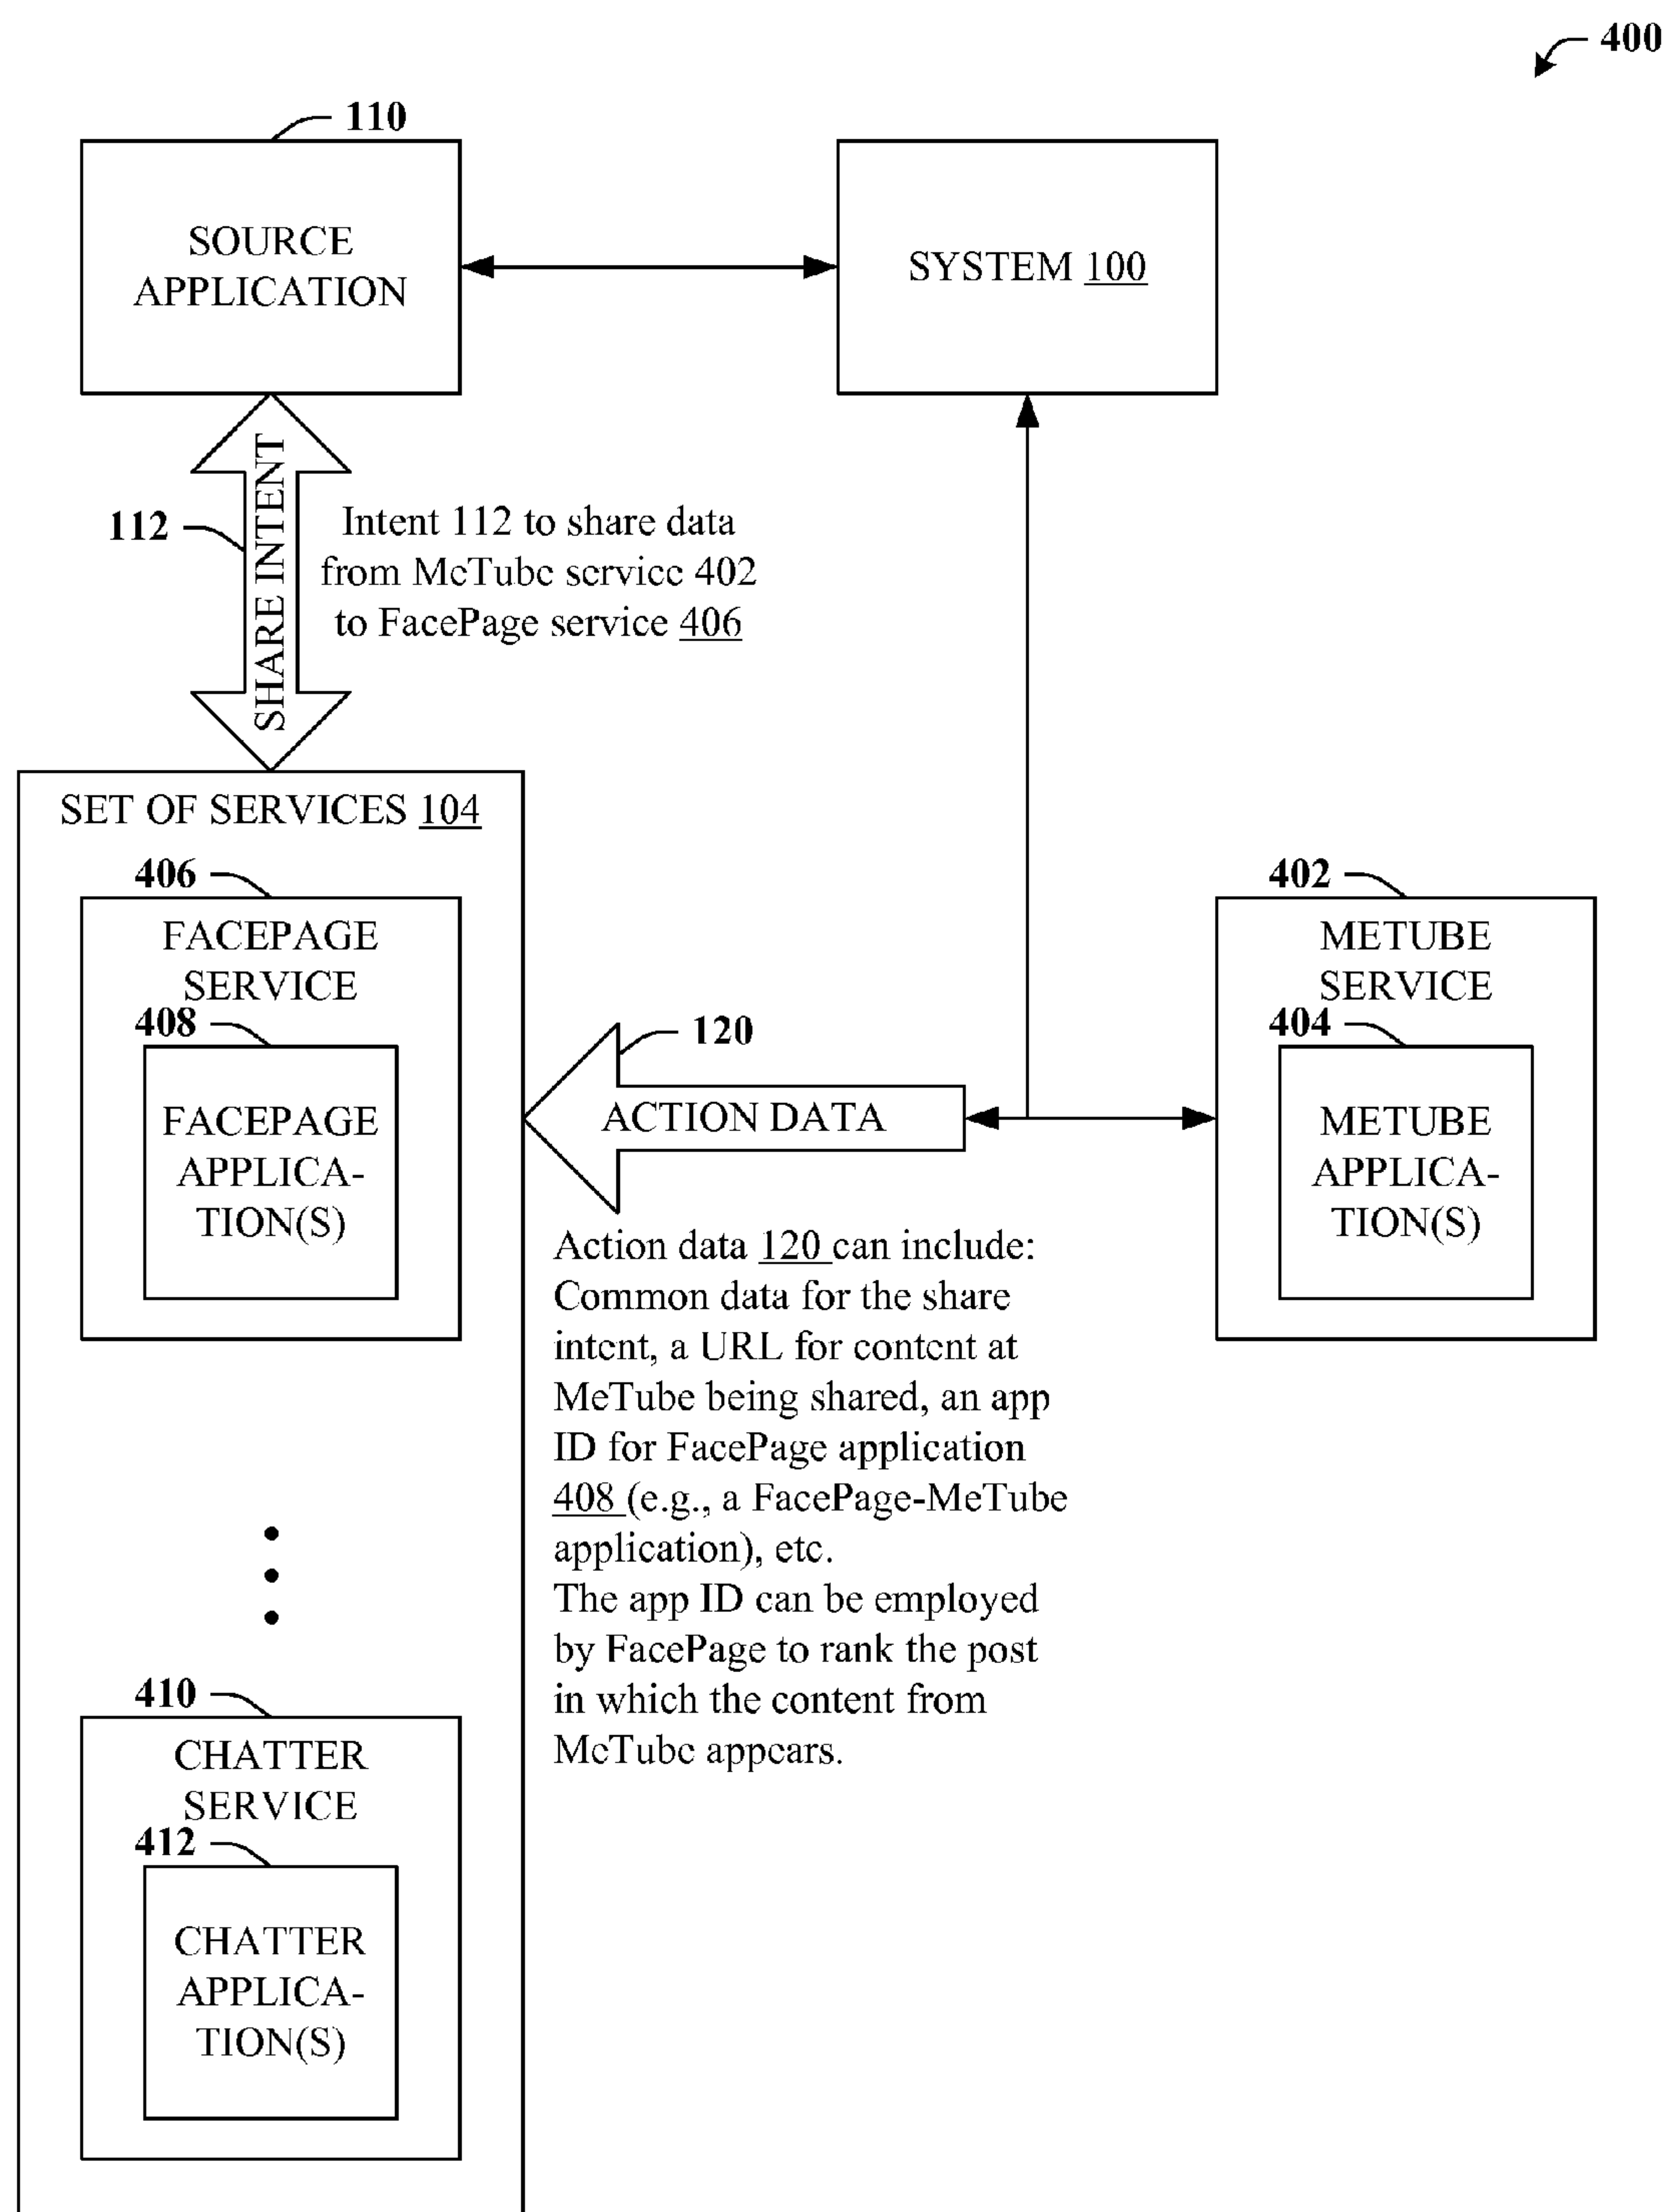 400
110
SOURCE
APPLICATION
SYSTEM 100
SHARE INTENT
112
Intent 112 to share data
from MeTube service 402
to FacePage service 406
SET OF SERVICES 104
406
FACEPAGE
SERVICE
408
FACEPAGE
APPLICA-
TION(S)
402
METUBE
SERVICE
404
METUBE
APPLICA-
TION(S)
120
ACTION DATA
Action data 120 can include:
Common data for the share
intent, a URL for content at
MeTube being shared, an app
ID for FacePage application
408 (e.g., a FacePage-MeTube
application), etc.
The app ID can be employed
by FacePage to rank the post
in which the content from
MeTube appears.
410
CHATTER
SERVICE
412
CHATTER
APPLICA-
TION(S)